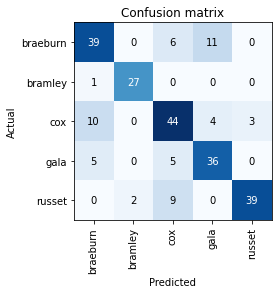 Confusion matrix
braeburn 39 0 6 11 0
bramley 1 27 0 0 0
cox 10 0 44 4 3
gala 5 0 5 36 0
russet 0 2 9 0 39
braeburn bramley cox gala russet
Actual
Predicted